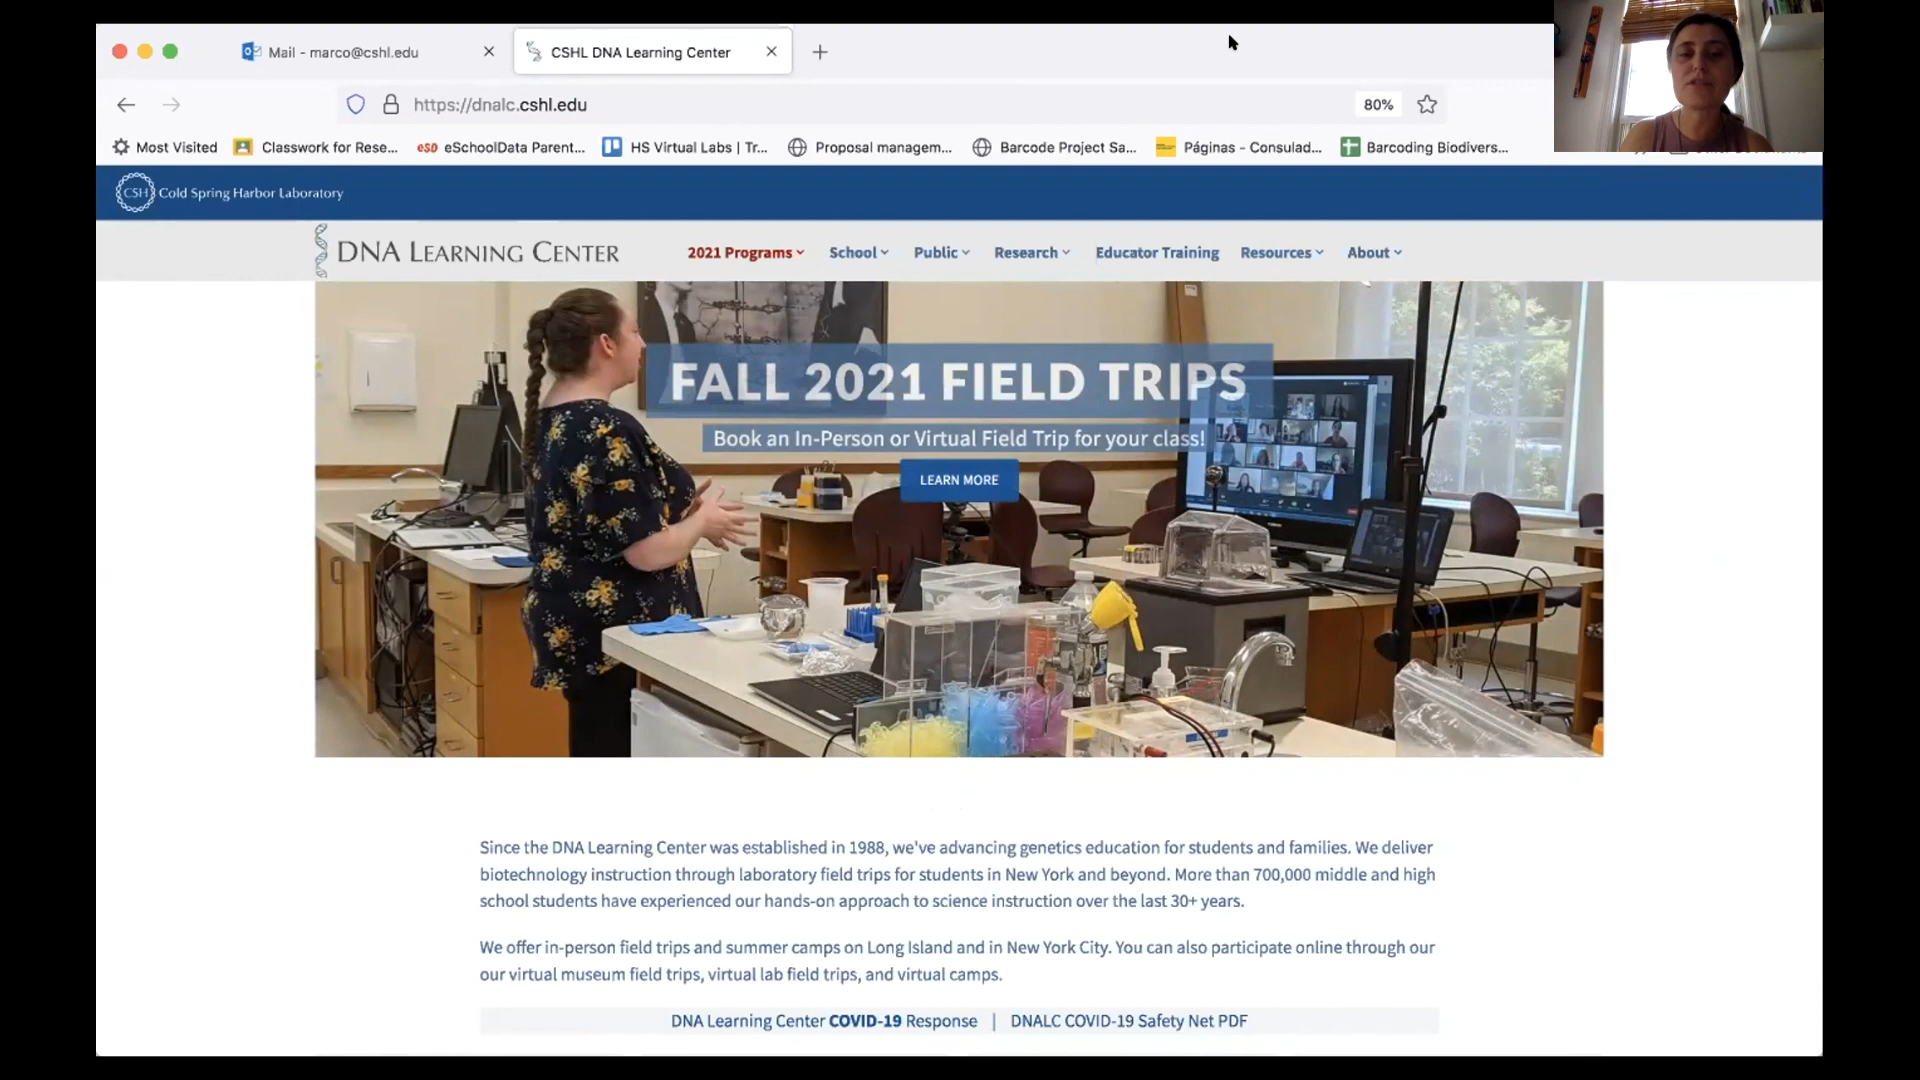 Mail - marco@cshl.edu
CSHL DNA Learning Center
https://dnalc.cshl.edu
80%
Most Visited
Classwork for Rese...
esd eSchoolData Parent...
HS Virtual Labs | Tr...
Proposal managem...
Barcode Project Sa...
Páginas - Consulad...
Barcoding Biodivers...
CSH Cold Spring Harbor Laboratory
DNA LEARNING CENTER
2021 Programs
School
Public
Research
Educator Training
Resources
About
FALL 2021 FIELD TRIPS
Book an In-Person or Virtual Field Trip for your class!
LEARN MORE
Since the DNA Learning Center was established in 1988, we've advancing genetics education for students and families. We deliver
biotechnology instruction through laboratory field trips for students in New York and beyond. More than 700,000 middle and high
school students have experienced our hands-on approach to science instruction over the last 30+ years.
We offer in-person field trips and summer camps on Long Island and in New York City. You can also participate online through our
our virtual museum field trips, virtual lab field trips, and virtual camps.
DNA Learning Center COVID-19 Response | DNALC COVID-19 Safety Net PDF